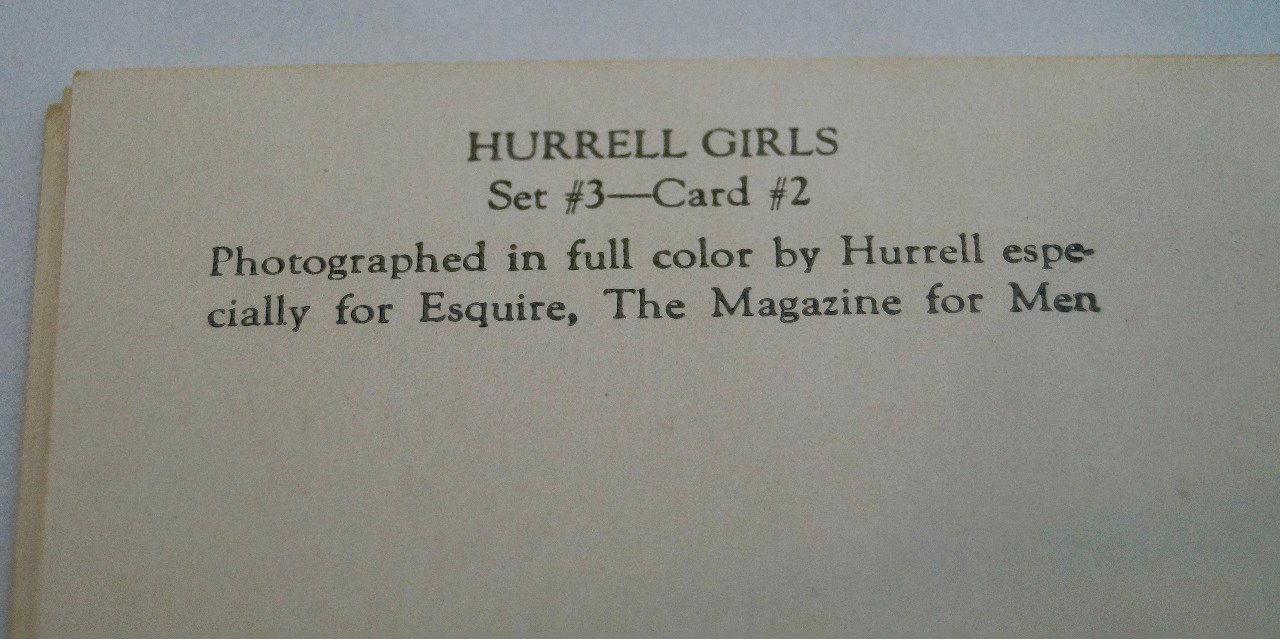 HURRELL GIRLS
Set #3—Card #2
Photographed in full color by Hurrell espe-
cially for Esquire, The Magazine for Men